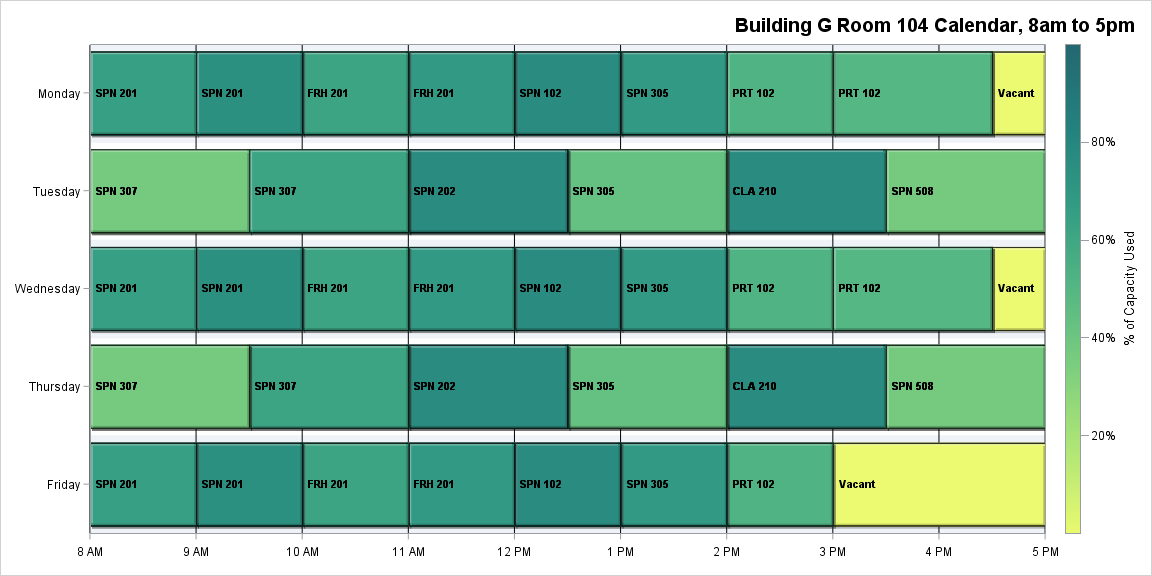 Building G Room 104 Calendar, 8am to 5pm
Monday
SPN 201
SPN 201
FRH 201
FRH 201
SPN 102
SPN 305
PRT 102
PRT 102
Vacant
Tuesday
SPN 307
SPN 307
SPN 202
SPN 305
CLA 210
SPN 508
Wednesday
SPN 201
SPN 201
FRH 201
FRH 201
SPN 102
SPN 305
PRT 102
PRT 102
Vacant
Thursday
SPN 307
SPN 307
SPN 202
SPN 305
CLA 210
SPN 508
Friday
SPN 201
SPN 201
FRH 201
FRH 201
SPN 102
SPN 305
PRT 102
Vacant
8 AM
9 AM
10 AM
11 AM
12 PM
1 PM
2 PM
3 PM
4 PM
5 PM
80%
60%
40%
20%
% of Capacity Used